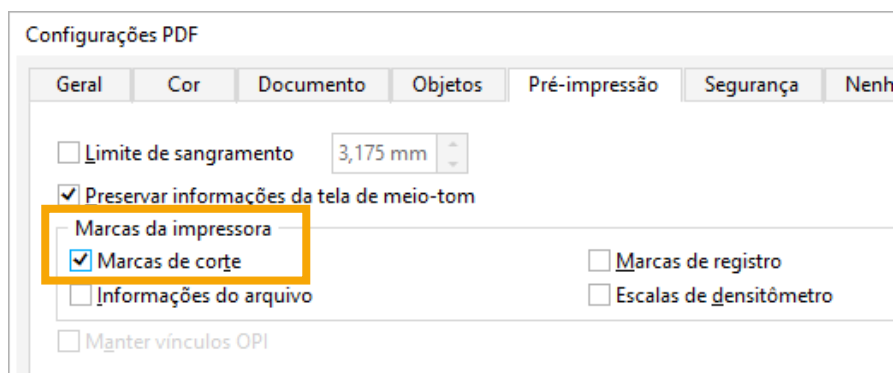 Configurações PDF
Geral Cor Documento Objetos Pré-impressão Segurança Nenh
Limite de sangramento 3,175 mm
Preservar informações da tela de meio-tom
Marcas da impressora
Marcas de corte Marcas de registro
Informações do arquivo Escalas de densitômetro
Manter vínculos OPI